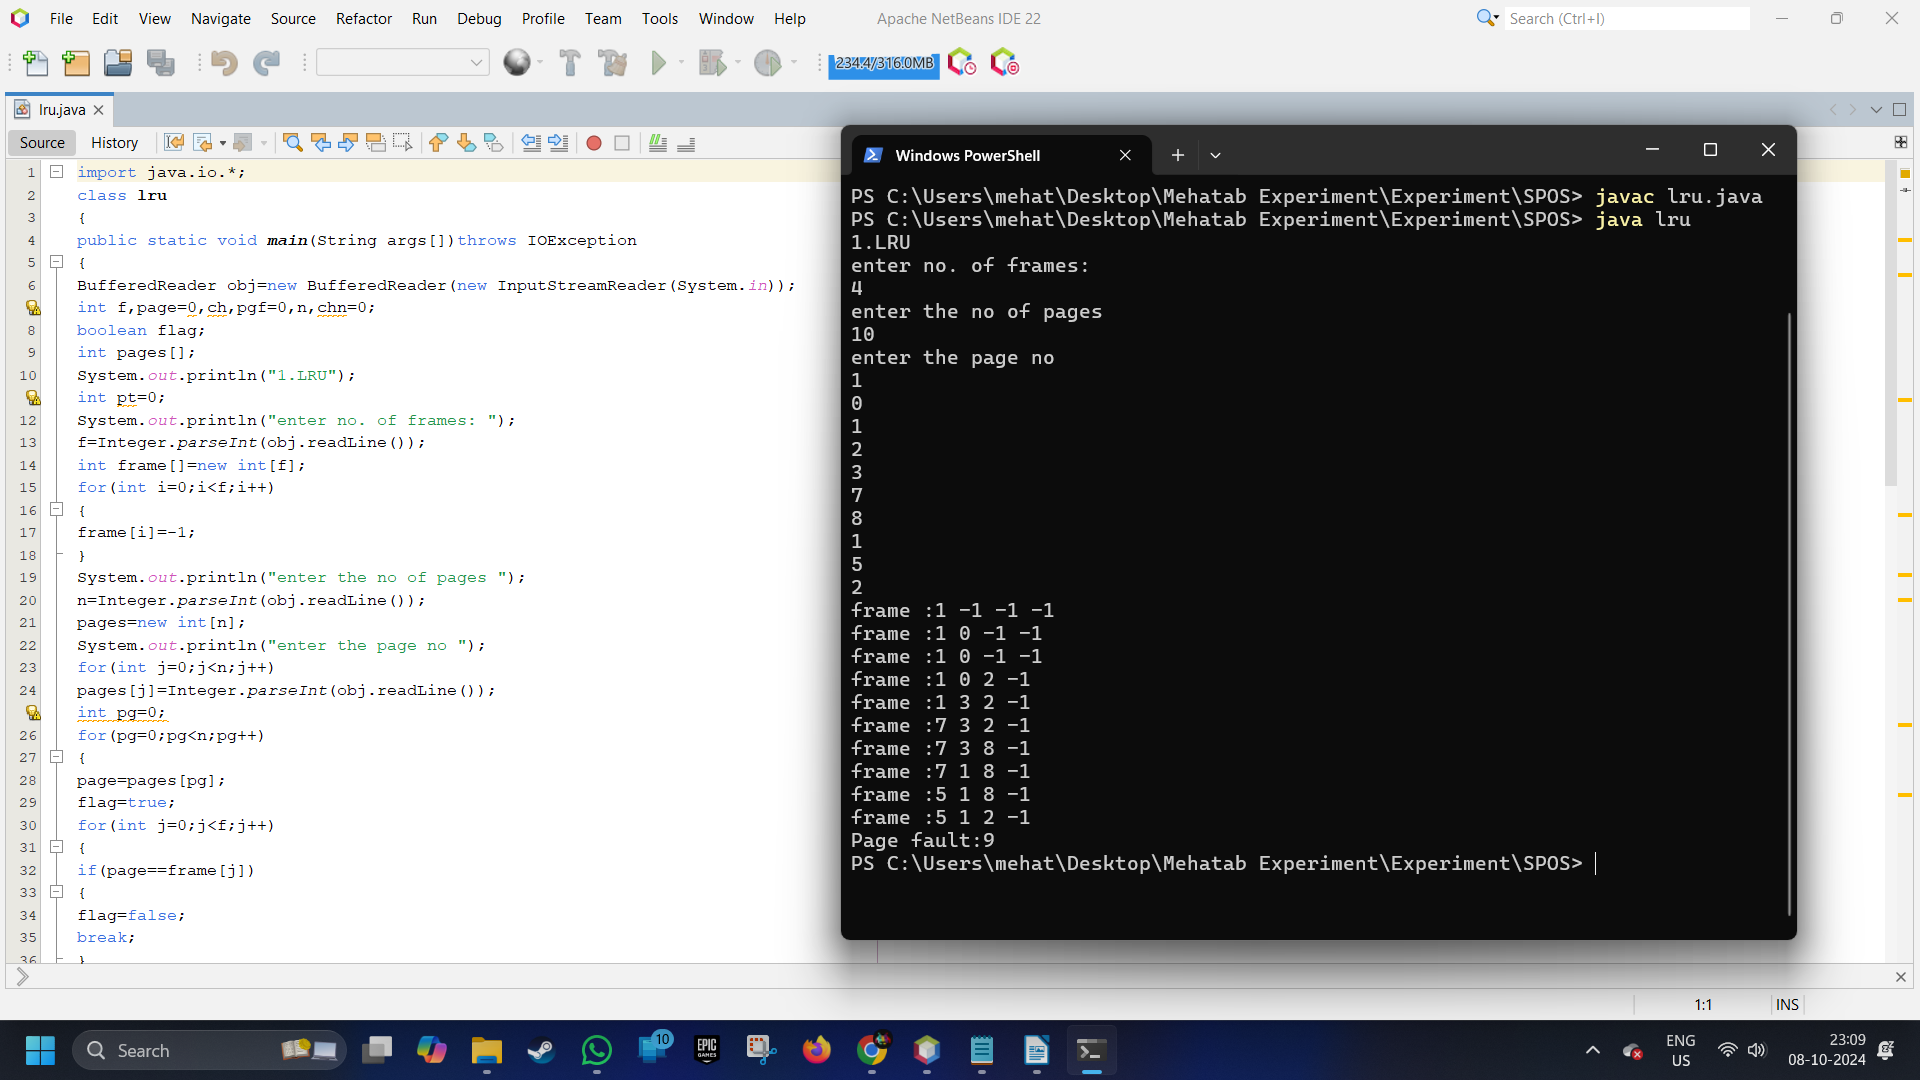 File Edit View Navigate Source Refactor Run Debug Profile Team Tools Window Help Apache NetBeans IDE 22 Search (Ctrl+I)
234.4/316.0MB
lru.java
Source History
1 import java.io.*;
2 class lru
3 {
4 public static void main(String args[])throws IOException
5 {
6 BufferedReader obj=new BufferedReader(new InputStreamReader(System.in));
int f,page=0,ch,pgf=0,n,chn=0;
8 boolean flag;
9 int pages[];
10 System.out.println("1.LRU");
int pt=0;
12 System.out.println("enter no. of frames: ");
13 f=Integer.parseInt(obj.readLine());
14 int frame[]=new int[f];
15 for(int i=0;i<f;i++)
16 {
17 frame[i]=-1;
18 }
19 System.out.println("enter the no of pages ");
20 n=Integer.parseInt(obj.readLine());
21 pages=new int[n];
22 System.out.println("enter the page no ");
23 for(int j=0;j<n;j++)
24 pages[j]=Integer.parseInt(obj.readLine());
int pg=0;
26 for(pg=0;pg<n;pg++)
27 {
28 page=pages[pg];
29 flag=true;
30 for(int j=0;j<f;j++)
31 {
32 if(page==frame[j])
33 {
34 flag=false;
35 break;
36 }
Windows PowerShell
PS C:\Users\mehat\Desktop\Mehatab Experiment\Experiment\SPOS> javac lru.java
PS C:\Users\mehat\Desktop\Mehatab Experiment\Experiment\SPOS> java lru
1.LRU
enter no. of frames:
4
enter the no of pages
10
enter the page no
1
0
1
2
3
7
8
1
5
2
frame :1 -1 -1 -1
frame :1 0 -1 -1
frame :1 0 -1 -1
frame :1 0 2 -1
frame :1 3 2 -1
frame :7 3 2 -1
frame :7 3 8 -1
frame :7 1 8 -1
frame :5 1 8 -1
frame :5 1 2 -1
Page fault:9
PS C:\Users\mehat\Desktop\Mehatab Experiment\Experiment\SPOS>
1:1 INS
Search
10
EPIC GAMES
ENG
US
23:09
08-10-2024